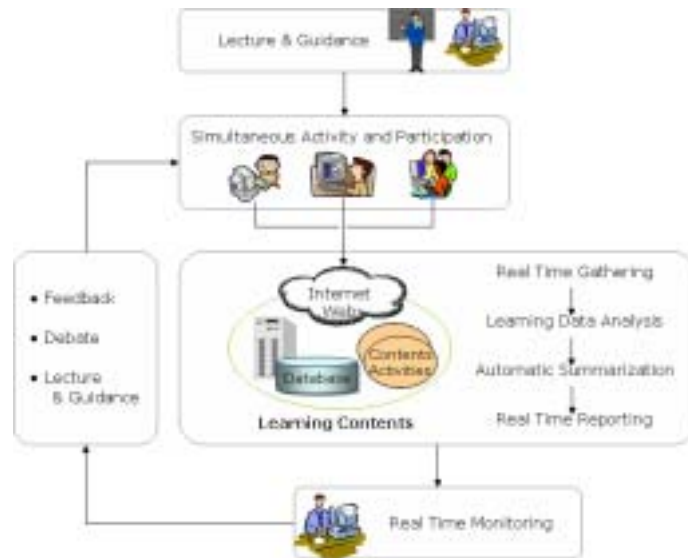 Lecture & Guidance
Simultaneous Activity and Participation
• Feedback
• Debate
• Lecture
& Guidance
Internet
Web
Database
Contents
Activities
Learning Contents
Real Time Gathering
Learning Data Analysis
Automatic Summarization
Real Time Reporting
Real Time Monitoring